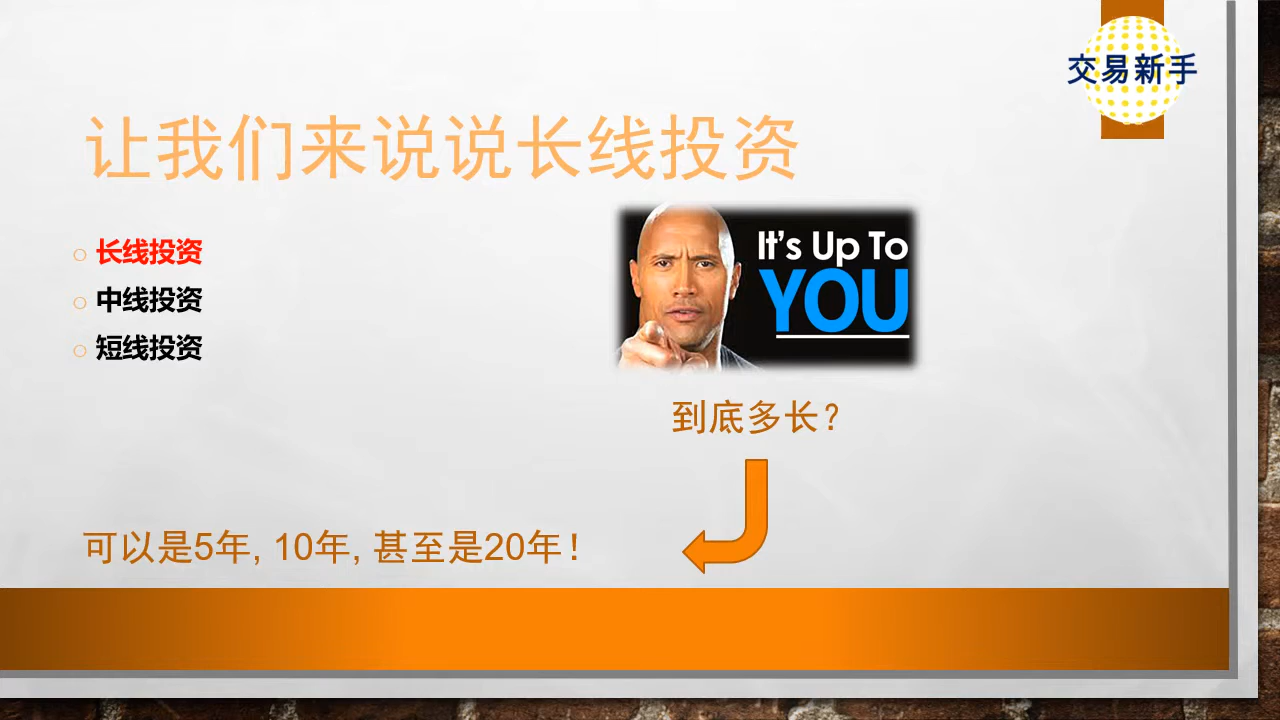 交易新手
让我们来说说长线投资
长线投资
中线投资
短线投资
It's Up To
YOU
到底多长？
可以是5年, 10年, 甚至是20年！